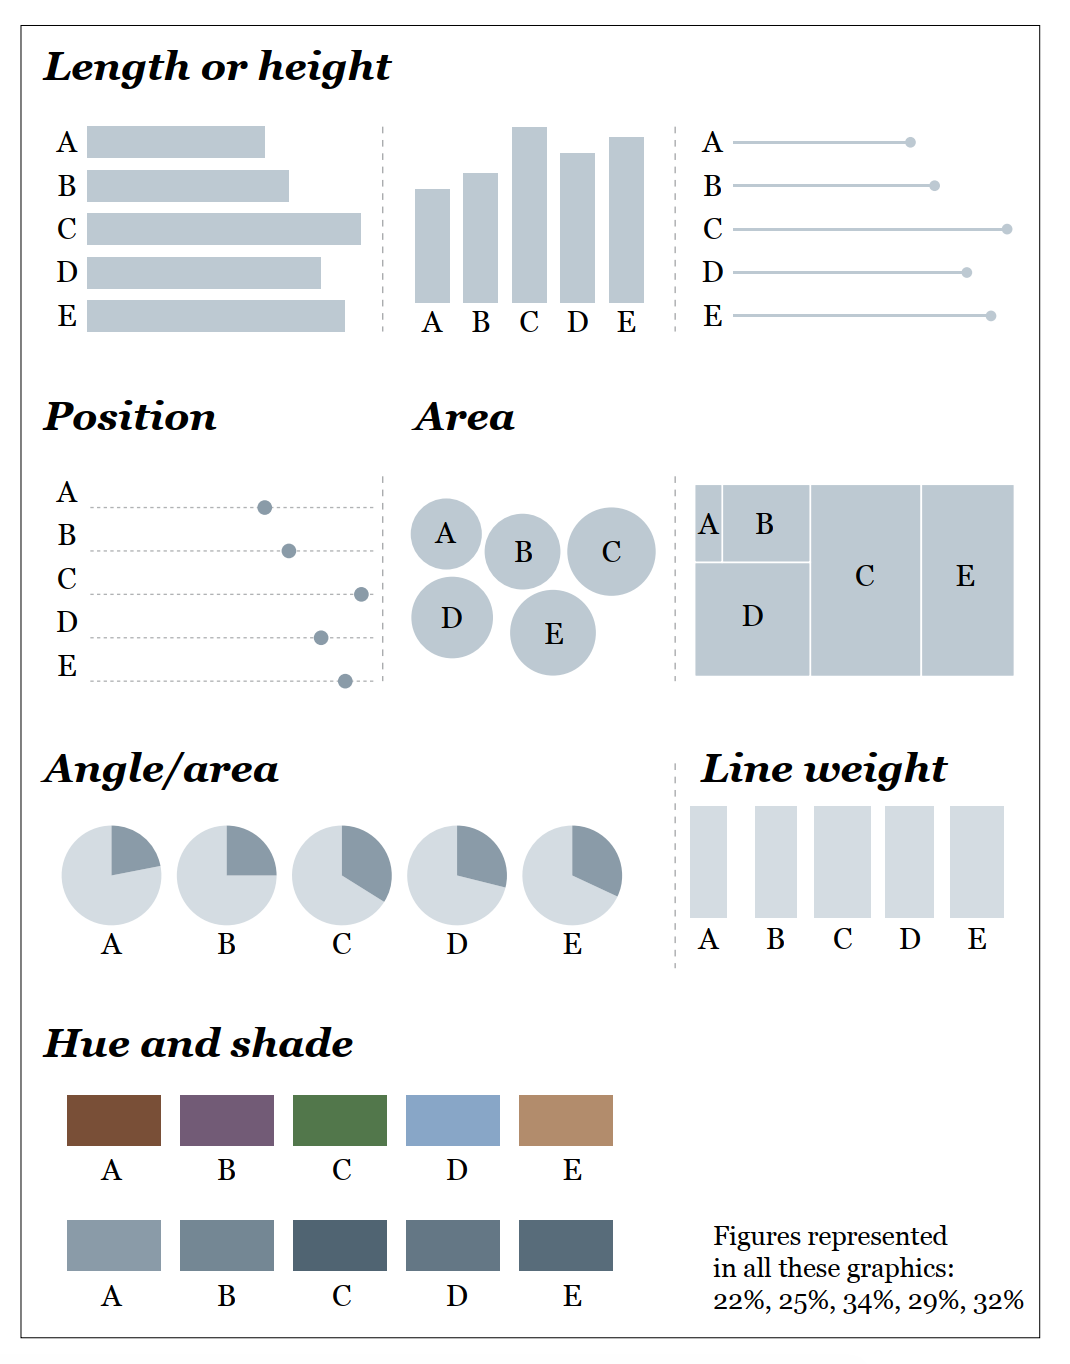 Length or height
A
B
C
D
E
A B C D E
A
B
C
D
E
Position
A
B
C
D
E
Area
A
B
C
D
E
A
B
C
D
E
Angle/area
A B C D E
Line weight
A B C D E
Hue and shade
A B C D E
A B C D E
Figures represented
in all these graphics:
22%, 25%, 34%, 29%, 32%